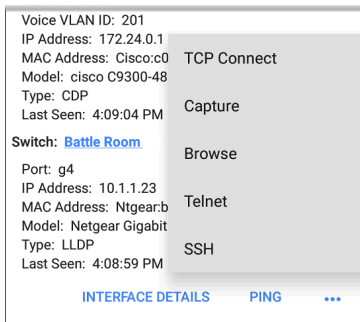 Voice VLAN ID: 201
IP Address: 172.24.0.1
MAC Address: Cisco:c0
Model: cisco C9300-48
Type: CDP
Last Seen: 4:09:04 PM
Switch: Battle Room
Port: g4
IP Address: 10.1.1.23
MAC Address: Ntgear:b
Model: Netgear Gigabit
Type: LLDP
Last Seen: 4:08:59 PM
TCP Connect
Capture
Browse
Telnet
SSH
INTERFACE DETAILS PING •••